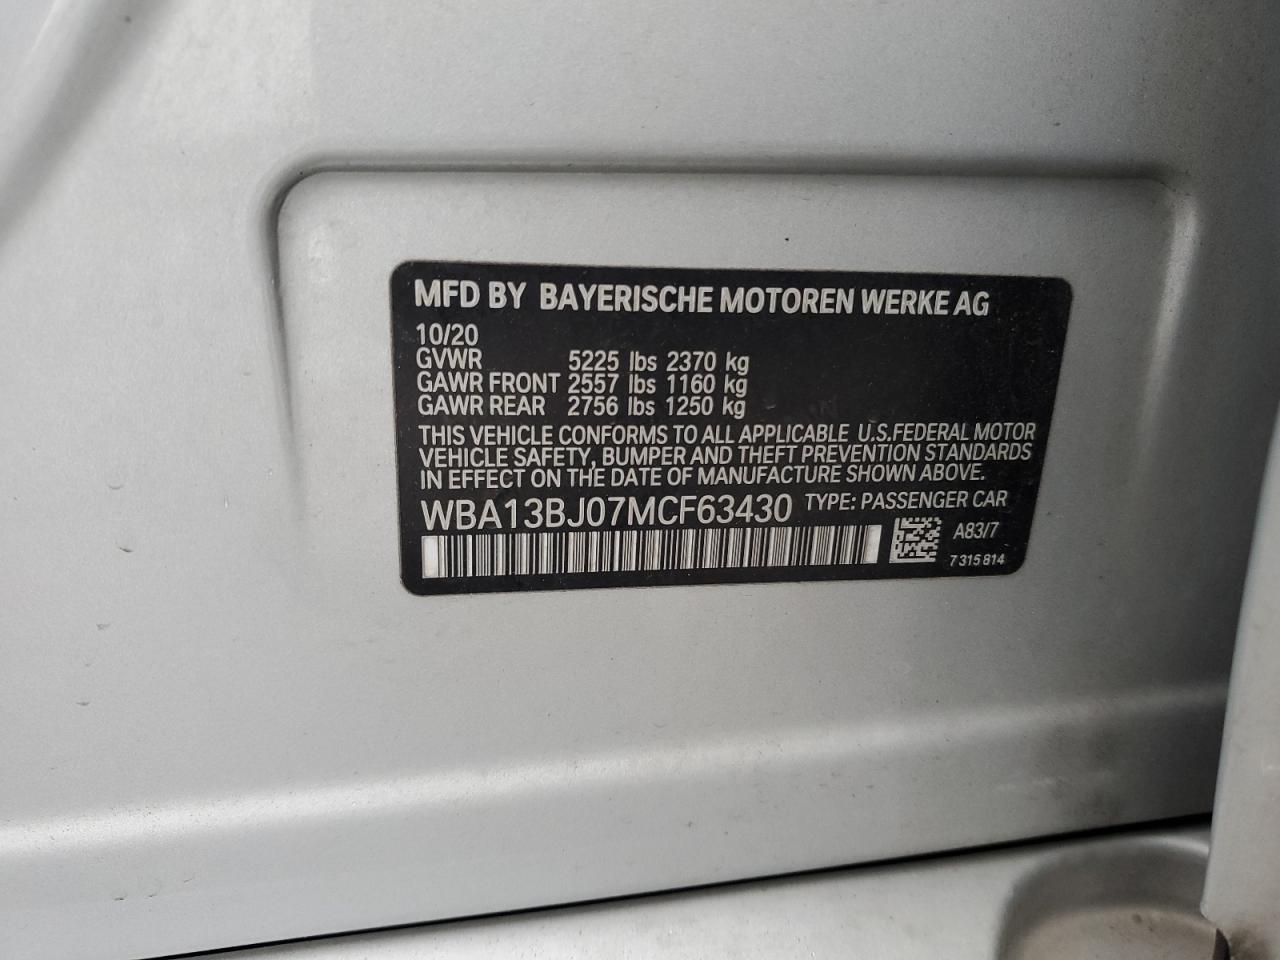 MFD BY BAYERISCHE MOTOREN WERKE AG
10/20
GVWR 5225 lbs 2370 kg
GAWR FRONT 2557 lbs 1160 kg
GAWR REAR 2756 lbs 1250 kg
THIS VEHICLE CONFORMS TO ALL APPLICABLE U.S.FEDERAL MOTOR
VEHICLE SAFETY, BUMPER AND THEFT PREVENTION STANDARDS
IN EFFECT ON THE DATE OF MANUFACTURE SHOWN ABOVE.
WBA13BJ07MCF63430 TYPE: PASSENGER CAR
A83/7
7 315 814